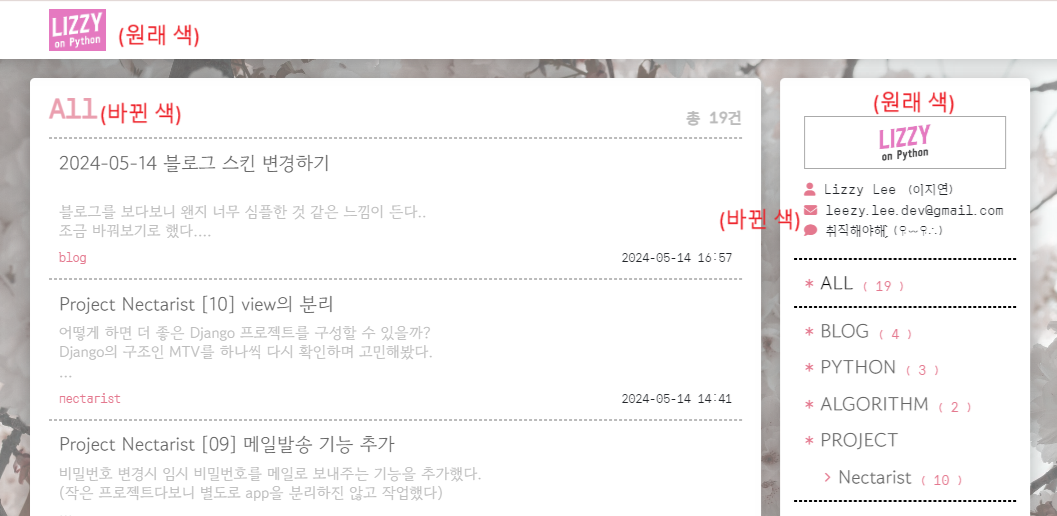 LIZZY
on Python
(원래 색)
All(바뀐 색)
총 19건
2024-05-14 블로그 스킨 변경하기
블로그를 보다보니 왠지 너무 심플한 것 같은 느낌이 든다..
조금 바꿔보기로 했다....
blog
2024-05-14 16:57
Project Nectarist [10] view의 분리
어떻게 하면 더 좋은 Django 프로젝트를 구성할 수 있을까?
Django의 구조인 MTV를 하나씩 다시 확인하며 고민해봤다.
...
nectarist
2024-05-14 14:41
Project Nectarist [09] 메일발송 기능 추가
비밀번호 변경시 임시 비밀번호를 메일로 보내주는 기능을 추가했다.
(작은 프로젝트다보니 별도로 app을 분리하진 않고 작업했다)
(원래 색)
LIZZY
on Python
Lizzy Lee (이지연)
(바뀐 색)
leezy.lee.dev@gmail.com
취직해야해
* ALL ( 19 )
* BLOG ( 4 )
* PYTHON ( 3 )
* ALGORITHM ( 2 )
* PROJECT
> Nectarist ( 10 )